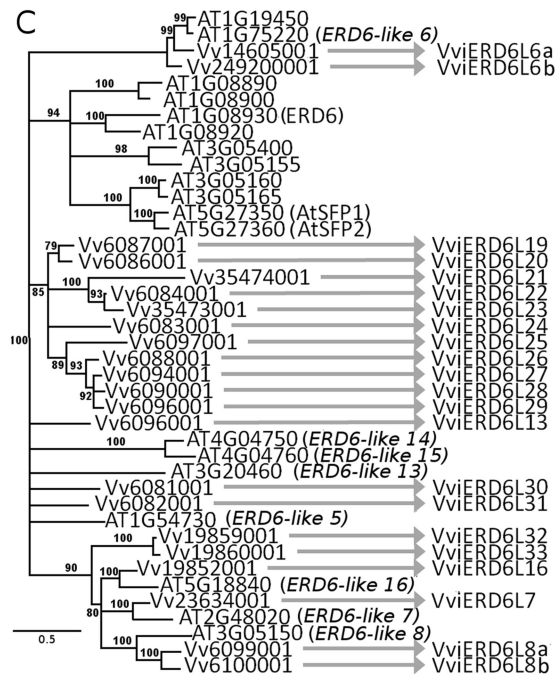 C
99 AT1G19450
99 AT1G75220 (ERD6-like 6)
Vv14605001 VviERD6L6a
Vv249200001 VviERD6L6b
100 AT1G08890
AT1G08900
94 100 AT1G08930 (ERD6)
AT1G08920
98 AT3G05400
AT3G05155
100 AT3G05160
AT3G05165
100 100 AT5G27350 (AtSFP1)
AT5G27360 (AtSFP2)
79 Vv6087001 VviERD6L19
Vv6086001 VviERD6L20
100 Vv35474001 VviERD6L21
85 93 Vv6084001 VviERD6L22
Vv35473001 VviERD6L23
Vv6083001 VviERD6L24
100 Vv6097001 VviERD6L25
89 93 Vv6088001 VviERD6L26
Vv6094001 VviERD6L27
92 Vv6090001 VviERD6L28
Vv6096001 VviERD6L29
Vv6096001 VviERD6L13
100 AT4G04750 (ERD6-like 14)
AT4G04760 (ERD6-like 15)
AT3G20460 (ERD6-like 13)
Vv6081001 VviERD6L30
Vv6082001 VviERD6L31
AT1G54730 (ERD6-like 5)
100 Vv19859001 VviERD6L32
Vv19860001 VviERD6L33
90 100 Vv19852001 VviERD6L16
AT5G18840 (ERD6-like 16)
80 100 Vv23634001 VviERD6L7
AT2G48020 (ERD6-like 7)
100 AT3G05150 (ERD6-like 8)
100 Vv6099001 VviERD6L8a
Vv6100001 VviERD6L8b
0.5